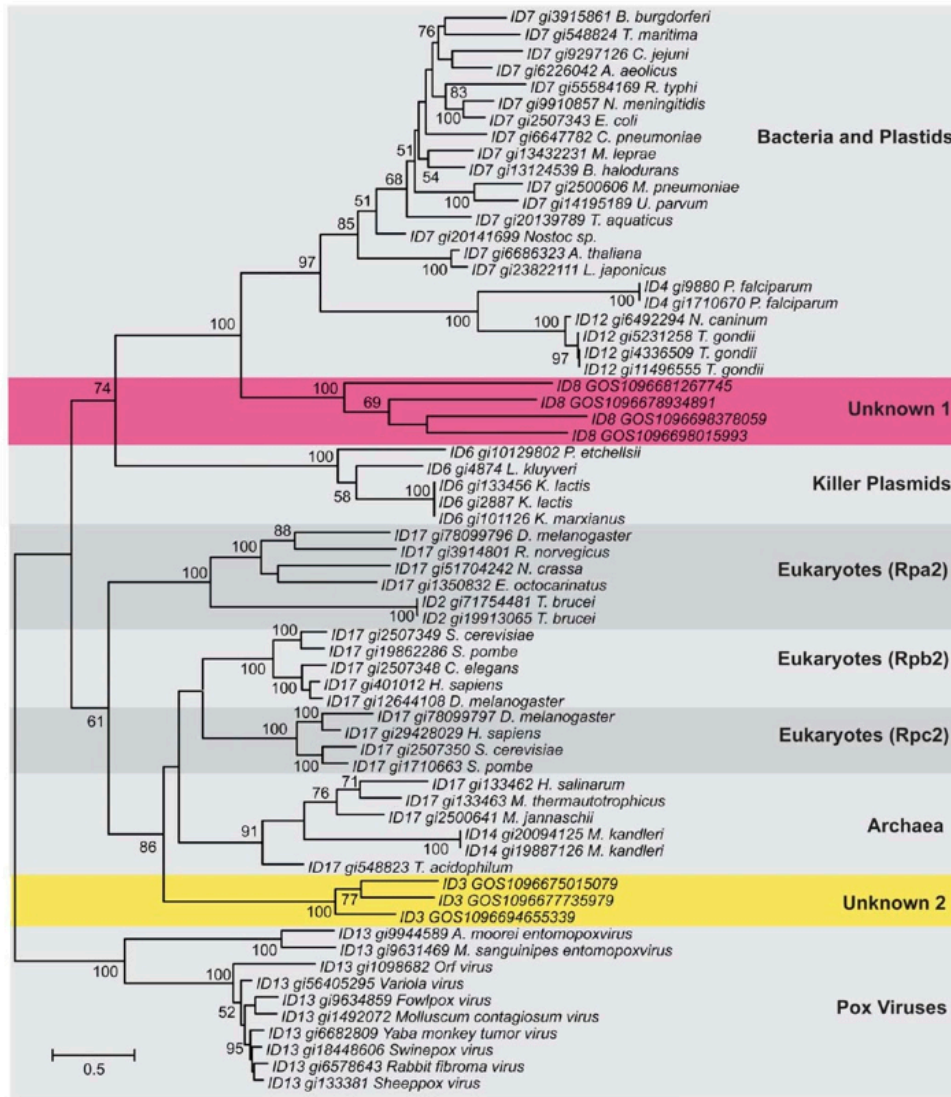 ID7 gi3915861 B. burgdorferi
76
ID7 gi548824 T. maritima
ID7 gi9297126 C. jejuni
ID7 gi6226042 A. aeolicus
ID7 gi55584169 R. typhi
83
ID7 gi9910857 N. meningitidis
100
ID7 gi2507343 E. coli
ID7 gi6647782 C. pneumoniae
Bacteria and Plastids
51
ID7 gi13432231 M. leprae
54
ID7 gi13124539 B. halodurans
68
ID7 gi2500606 M. pneumoniae
100
ID7 gi14195189 U. parvum
51
ID7 gi20139789 T. aquaticus
85
ID7 gi20141699 Nostoc sp.
ID7 gi6686323 A. thaliana
97
100
ID7 gi23822111 L. japonicus
ID4 gi9880 P. falciparum
100
ID4 gi1710670 P. falciparum
100
100
ID12 gi6492294 N. caninum
100
ID12 gi5231258 T. gondii
97
ID12 gi4336509 T. gondii
ID12 gi11496555 T. gondii
74
100
ID8 GOS1096681267745
69
ID8 GOS1096678934891
ID8 GOS1096698378059
Unknown 1
ID8 GOS1096698015993
100
ID6 gi10129802 P. etchellsii
ID6 gi4874 L. kluyveri
58
100
ID6 gi133456 K. lactis
Killer Plasmids
ID6 gi2887 K. lactis
ID6 gi101126 K. marxianus
88
ID17 gi78099796 D. melanogaster
100
ID17 gi3914801 R. norvegicus
100
ID17 gi51704242 N. crassa
Eukaryotes (Rpa2)
ID17 gi1350832 E. octocarinatus
ID2 gi71754481 T. brucei
100
ID2 gi19913065 T. brucei
100
ID17 gi2507349 S. cerevisiae
100
ID17 gi19862286 S. pombe
ID17 gi2507348 C. elegans
Eukaryotes (Rpb2)
100
ID17 gi401012 H. sapiens
ID17 gi12644108 D. melanogaster
61
100
ID17 gi78099797 D. melanogaster
100
ID17 gi29428029 H. sapiens
Eukaryotes (Rpc2)
ID17 gi2507350 S. cerevisiae
100
ID17 gi1710663 S. pombe
71
ID17 gi133462 H. salinarum
76
ID17 gi133463 M. thermautotrophicus
ID17 gi2500641 M. jannaschii
91
ID14 gi20094125 M. kandleri
Archaea
86
100
ID14 gi19887126 M. kandleri
ID17 gi548823 T. acidophilum
ID3 GOS1096675015079
77
ID3 GOS1096677735979
Unknown 2
100
ID3 GOS1096694655339
ID13 gi9944589 A. moorei entomopoxvirus
100
100
ID13 gi9631469 M. sanguinipes entomopoxvirus
100
ID13 gi1098682 Orf virus
ID13 gi56405295 Variola virus
52
ID13 gi9634859 Fowlpox virus
Pox Viruses
ID13 gi1492072 Molluscum contagiosum virus
ID13 gi6682809 Yaba monkey tumor virus
95
ID13 gi18448606 Swinepox virus
0.5
ID13 gi6578643 Rabbit fibroma virus
ID13 gi133381 Sheeppox virus